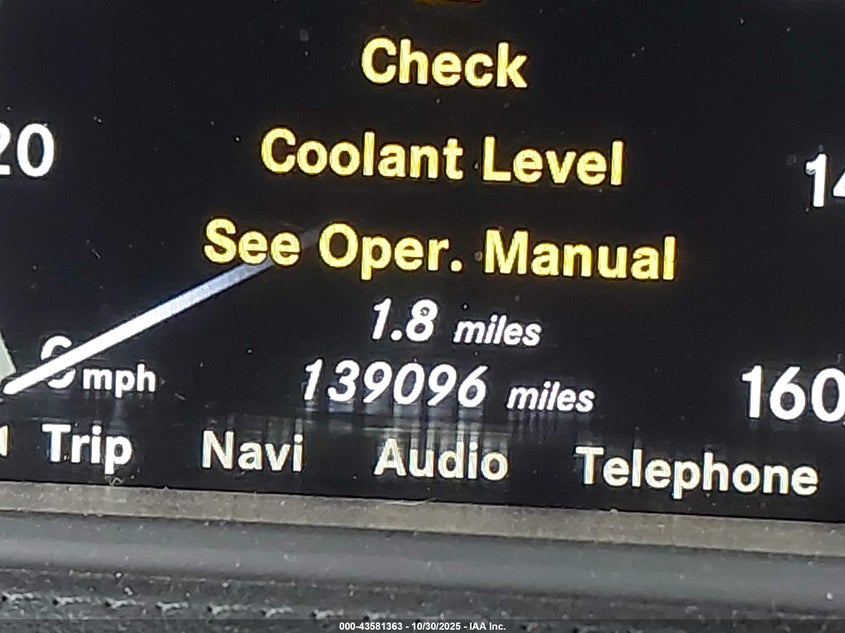 Check
20
Coolant Level
14
See Oper. Manual
1.8 miles
0 mph
139096 miles
160
Trip Navi Audio Telephone
000-43581363 - 10/30/2025 - IAA Inc.